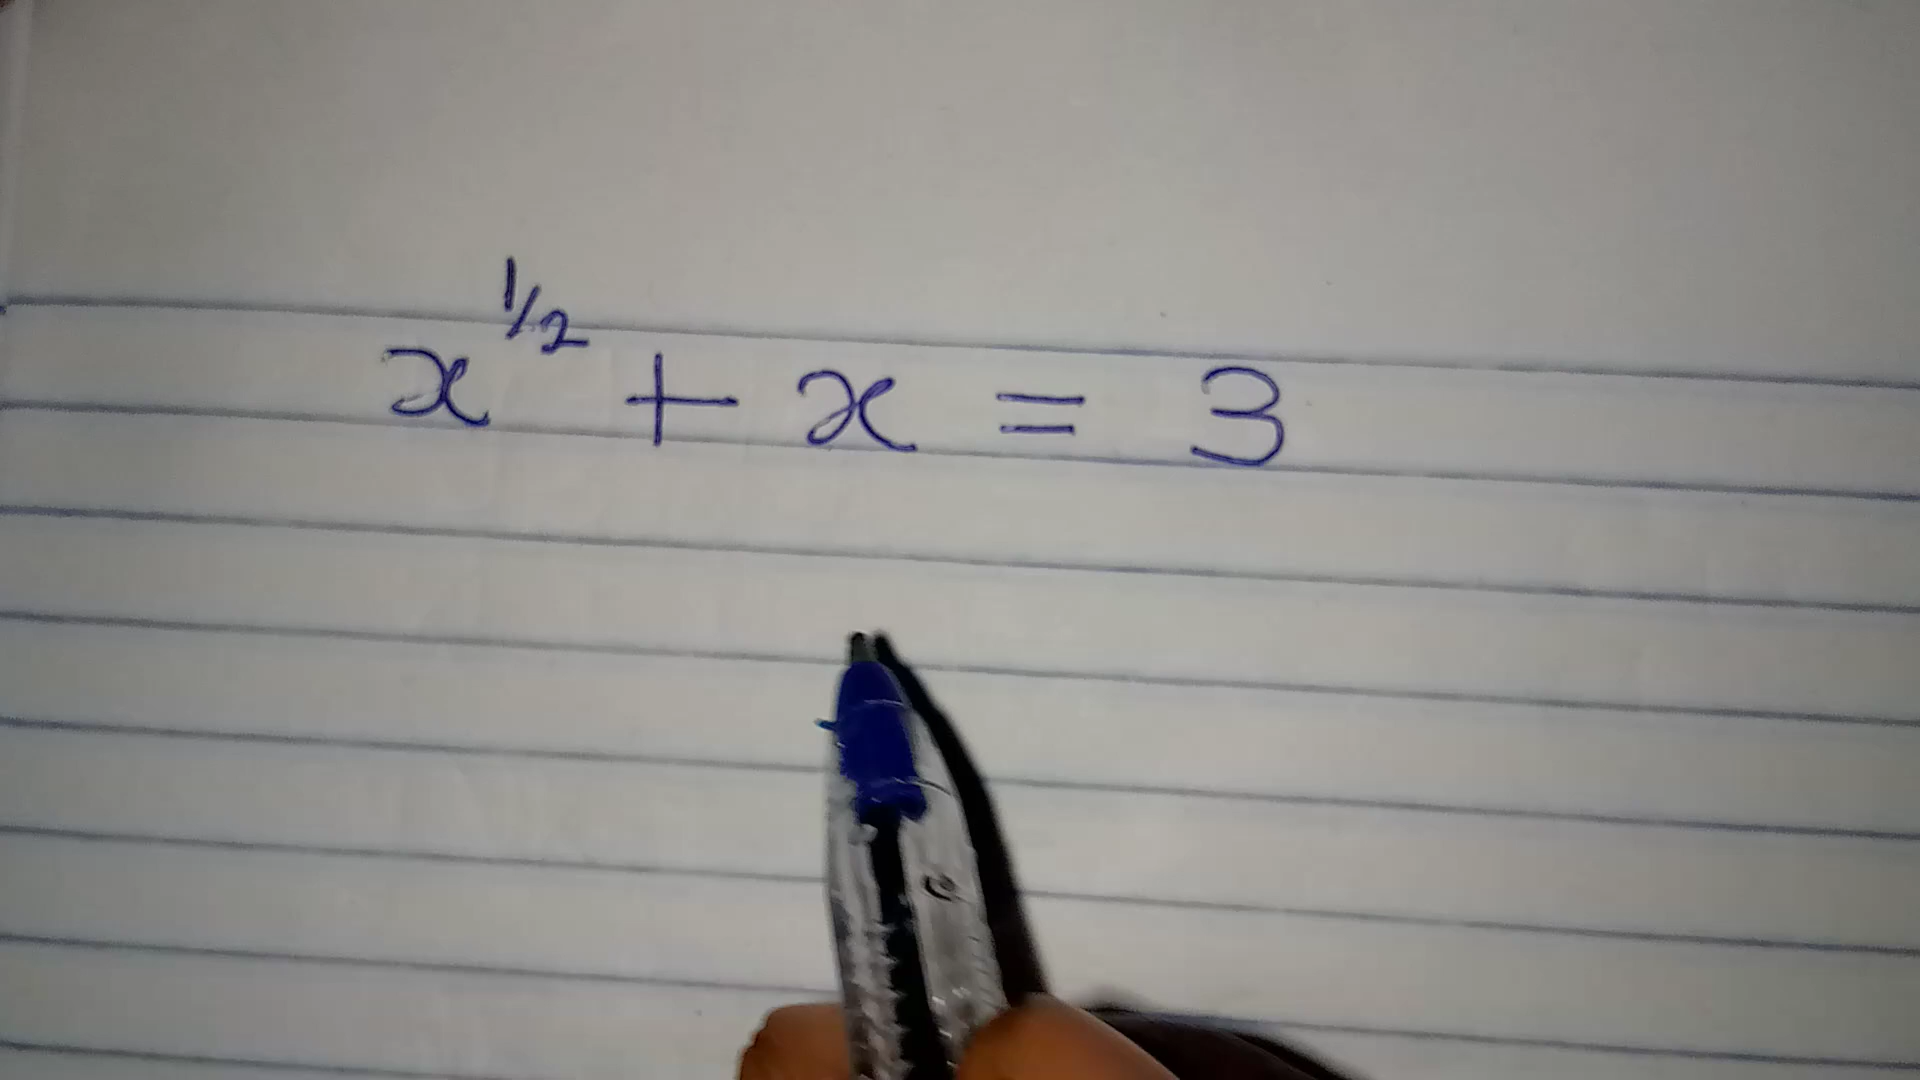 x^{1/2} + x = 3